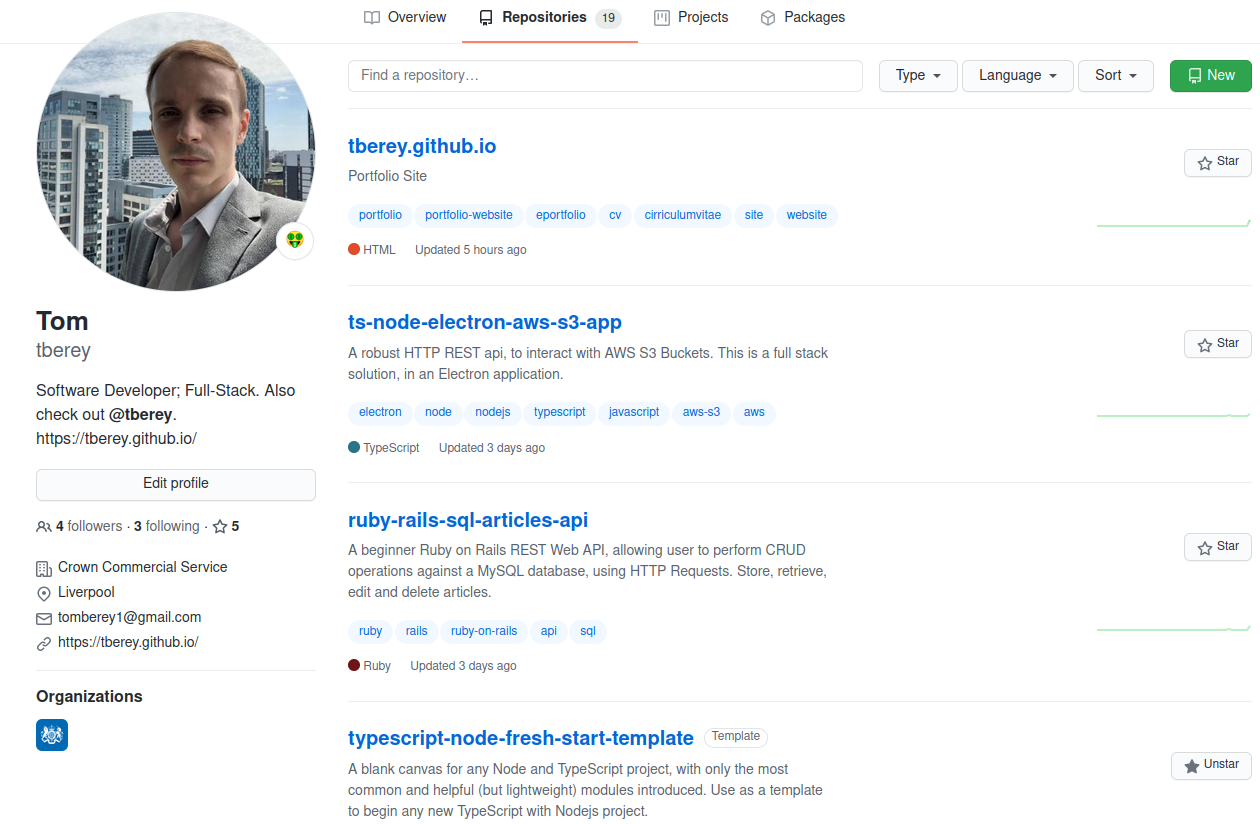 Overview
Repositories 19
Projects
Packages
Find a repository…
Type
Language
Sort
New
Tom
tberey
Software Developer; Full-Stack. Also
check out @tberey.
https://tberey.github.io/
Edit profile
4 followers · 3 following · 5
Crown Commercial Service
Liverpool
tomberey1@gmail.com
https://tberey.github.io/
Organizations
tberey.github.io
Star
Portfolio Site
portfolio portfolio-website eportfolio cv cirriculumvitae site website
HTML Updated 5 hours ago
ts-node-electron-aws-s3-app
Star
A robust HTTP REST api, to interact with AWS S3 Buckets. This is a full stack
solution, in an Electron application.
electron node nodejs typescript javascript aws-s3 aws
TypeScript Updated 3 days ago
ruby-rails-sql-articles-api
Star
A beginner Ruby on Rails REST Web API, allowing user to perform CRUD
operations against a MySQL database, using HTTP Requests. Store, retrieve,
edit and delete articles.
ruby rails ruby-on-rails api sql
Ruby Updated 3 days ago
typescript-node-fresh-start-template Template
Unstar
A blank canvas for any Node and TypeScript project, with only the most
common and helpful (but lightweight) modules introduced. Use as a template
to begin any new TypeScript with Nodejs project.